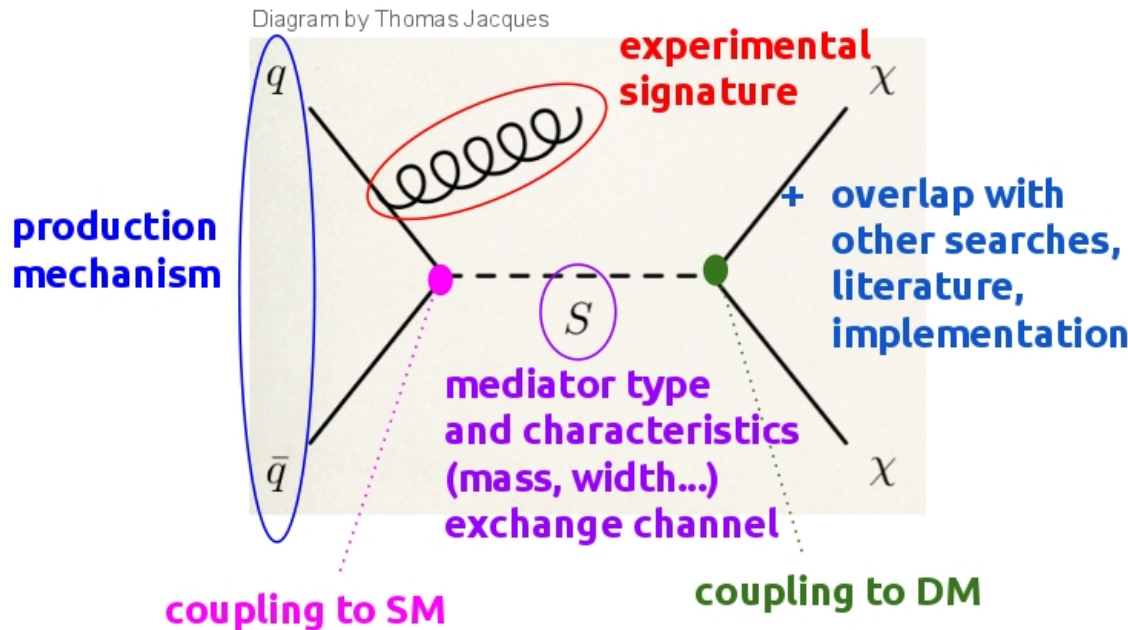 Diagram by Thomas Jacques
experimental
signature
q
χ
production
mechanism
+ overlap with
other searches,
literature,
implementation
S
mediator type
and characteristics
(mass, width...)
exchange channel
q̄
χ
coupling to SM
coupling to DM